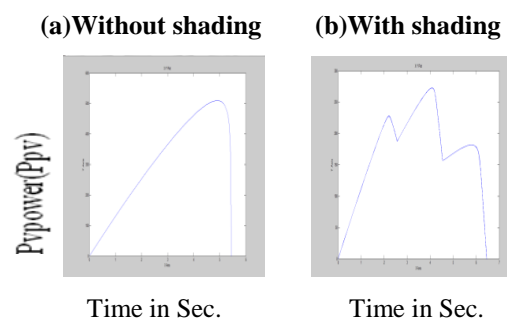 (a)Without shading
(b)With shading
Pvpower(Ppv)
Time in Sec.
Time in Sec.